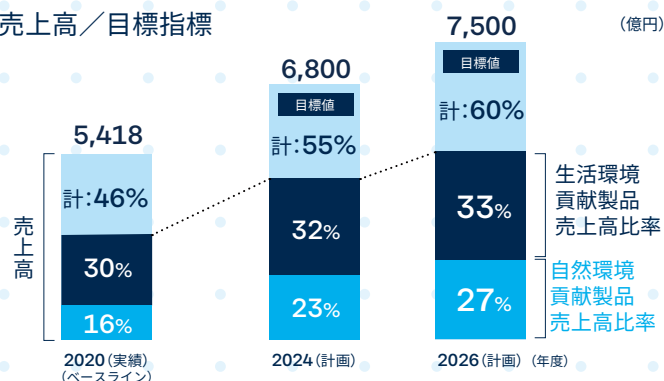 売上高／目標指標
(億円)
7,500
目標値
計:60%
33%
27%
6,800
目標値
計:55%
32%
23%
5,418
計:46%
30%
16%
売上高
生活環境
貢献製品
売上高比率
自然環境
貢献製品
売上高比率
2020(実績)
(ベースライン)
2024(計画)
2026(計画)
(年度)